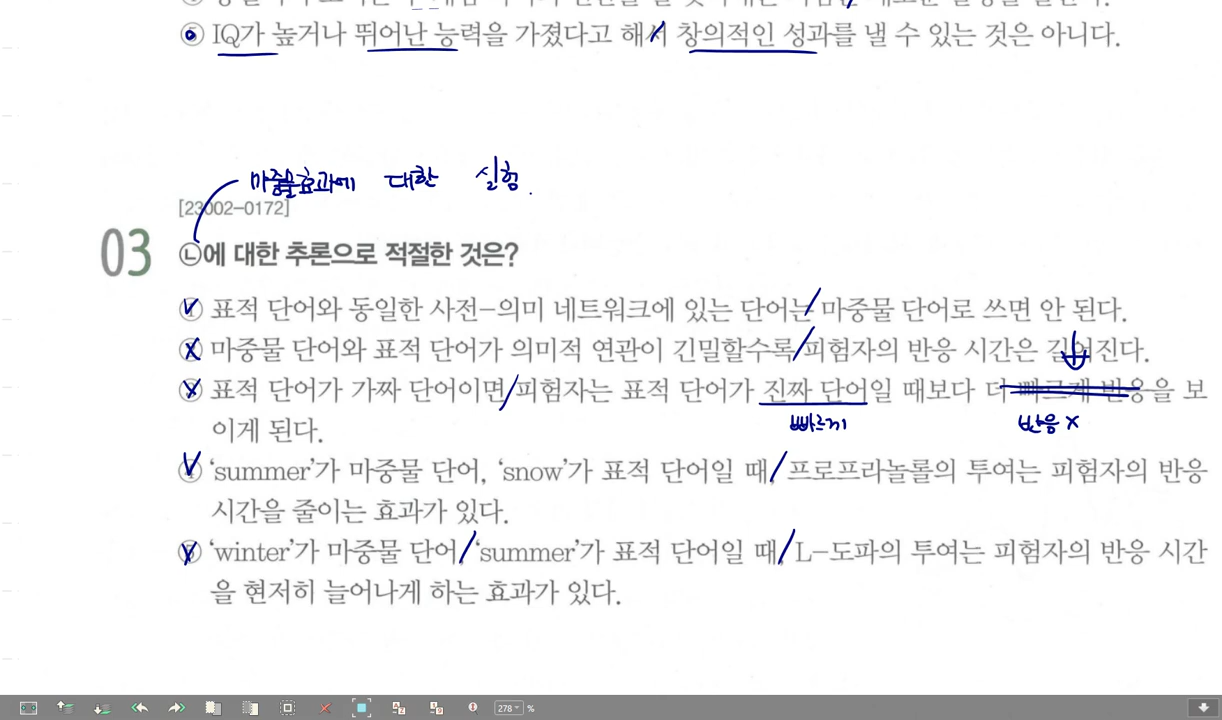 ⑤ IQ가 높거나 뛰어난 능력을 가졌다고 해서 창의적인 성과를 낼 수 있는 것은 아니다.
마중물효과에 대한 실험.
[23002-0172]
03 ㉡에 대한 추론으로 적절한 것은?
① 표적 단어와 동일한 사전-의미 네트워크에 있는 단어는 마중물 단어로 쓰면 안 된다.
② 마중물 단어와 표적 단어가 의미적 연관이 긴밀할수록 피험자의 반응 시간은 길어진다.
③ 표적 단어가 가짜 단어이면 피험자는 표적 단어가 진짜 단어일 때보다 더 빠르게 반응을 보
빠르게 반응 X
이게 된다.
④ ‘summer’가 마중물 단어, ‘snow’가 표적 단어일 때 프로프라놀롤의 투여는 피험자의 반응
시간을 줄이는 효과가 있다.
⑤ ‘winter’가 마중물 단어 ‘summer’가 표적 단어일 때 L-도파의 투여는 피험자의 반응 시간
을 현저히 늘어나게 하는 효과가 있다.
278 %